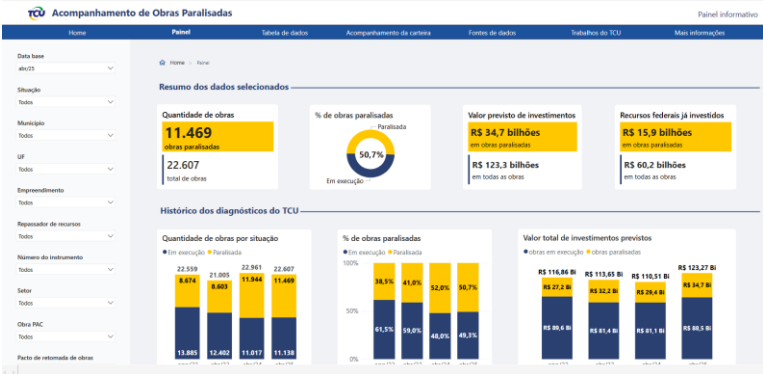 TCU Acompanhamento de Obras Paralisadas
Painel informativo
Home Painel Tabela de dados Acompanhamento da carteira Fontes de dados Trabalhos do TCU Mais informações
Data base
abr/25
Situação
Todos
Município
Todos
UF
Todos
Empreendimento
Todos
Repassador de recursos
Todos
Número do instrumento
Todos
Setor
Todos
Obra PAC
Todos
Pacto de retomada de obras
Home > Painel
Resumo dos dados selecionados
Quantidade de obras
11.469
obras paralisadas
22.607
total de obras
% de obras paralisadas
Paralisada
50,7%
Em execução
Valor previsto de investimentos
R$ 34,7 bilhões
em obras paralisadas
R$ 123,3 bilhões
em todas as obras
Recursos federais já investidos
R$ 15,9 bilhões
em obras paralisadas
R$ 60,2 bilhões
em todas as obras
Histórico dos diagnósticos do TCU
Quantidade de obras por situação
Em execução Paralisada
22.559 21.005 22.961 22.607
8.674 8.603 11.944 11.469
13.885 12.402 11.017 11.138
% de obras paralisadas
Em execução Paralisada
100%
50%
0%
38,5% 41,0% 52,0% 50,7%
61,5% 59,0% 48,0% 49,3%
Valor total de investimentos previstos
obras em execução obras paralisadas
R$ 116,86 Bi R$ 113,65 Bi R$ 110,51 Bi R$ 123,27 Bi
R$ 27,2 Bi R$ 32,2 Bi R$ 29,4 Bi R$ 34,7 Bi
R$ 89,6 Bi R$ 81,4 Bi R$ 81,1 Bi R$ 88,5 Bi